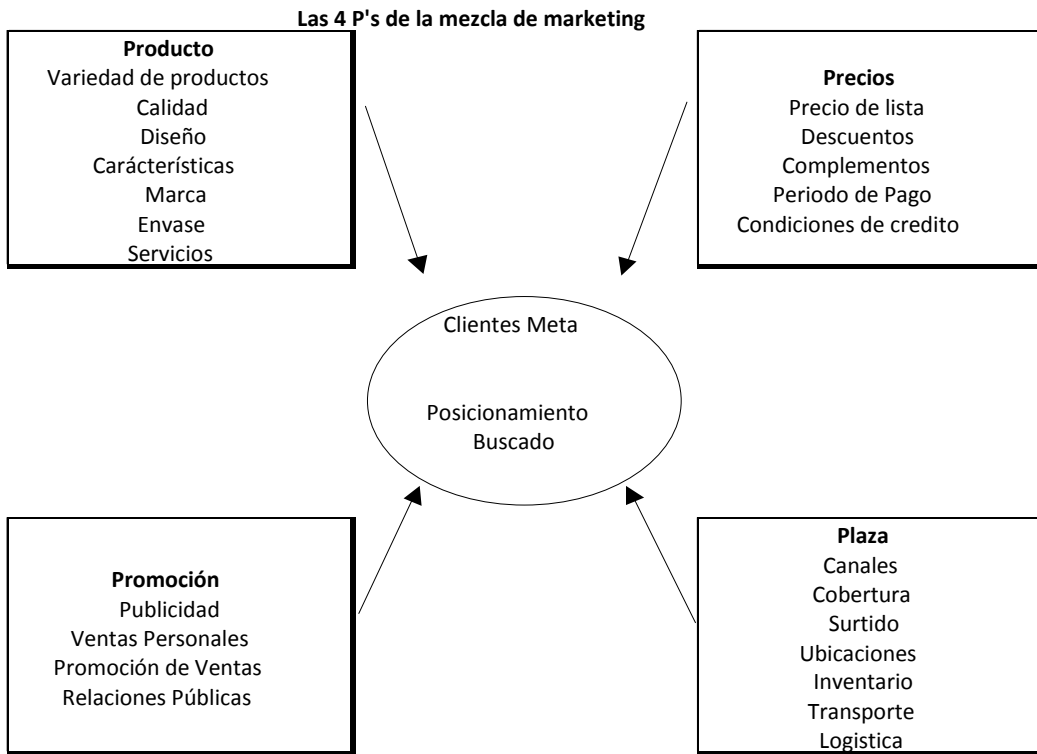 Las 4 P's de la mezcla de marketing
Producto
Variedad de productos
Calidad
Diseño
Carácterísticas
Marca
Envase
Servicios
Precios
Precio de lista
Descuentos
Complementos
Periodo de Pago
Condiciones de credito
Clientes Meta
Posicionamiento
Buscado
Promoción
Publicidad
Ventas Personales
Promoción de Ventas
Relaciones Públicas
Plaza
Canales
Cobertura
Surtido
Ubicaciones
Inventario
Transporte
Logistica